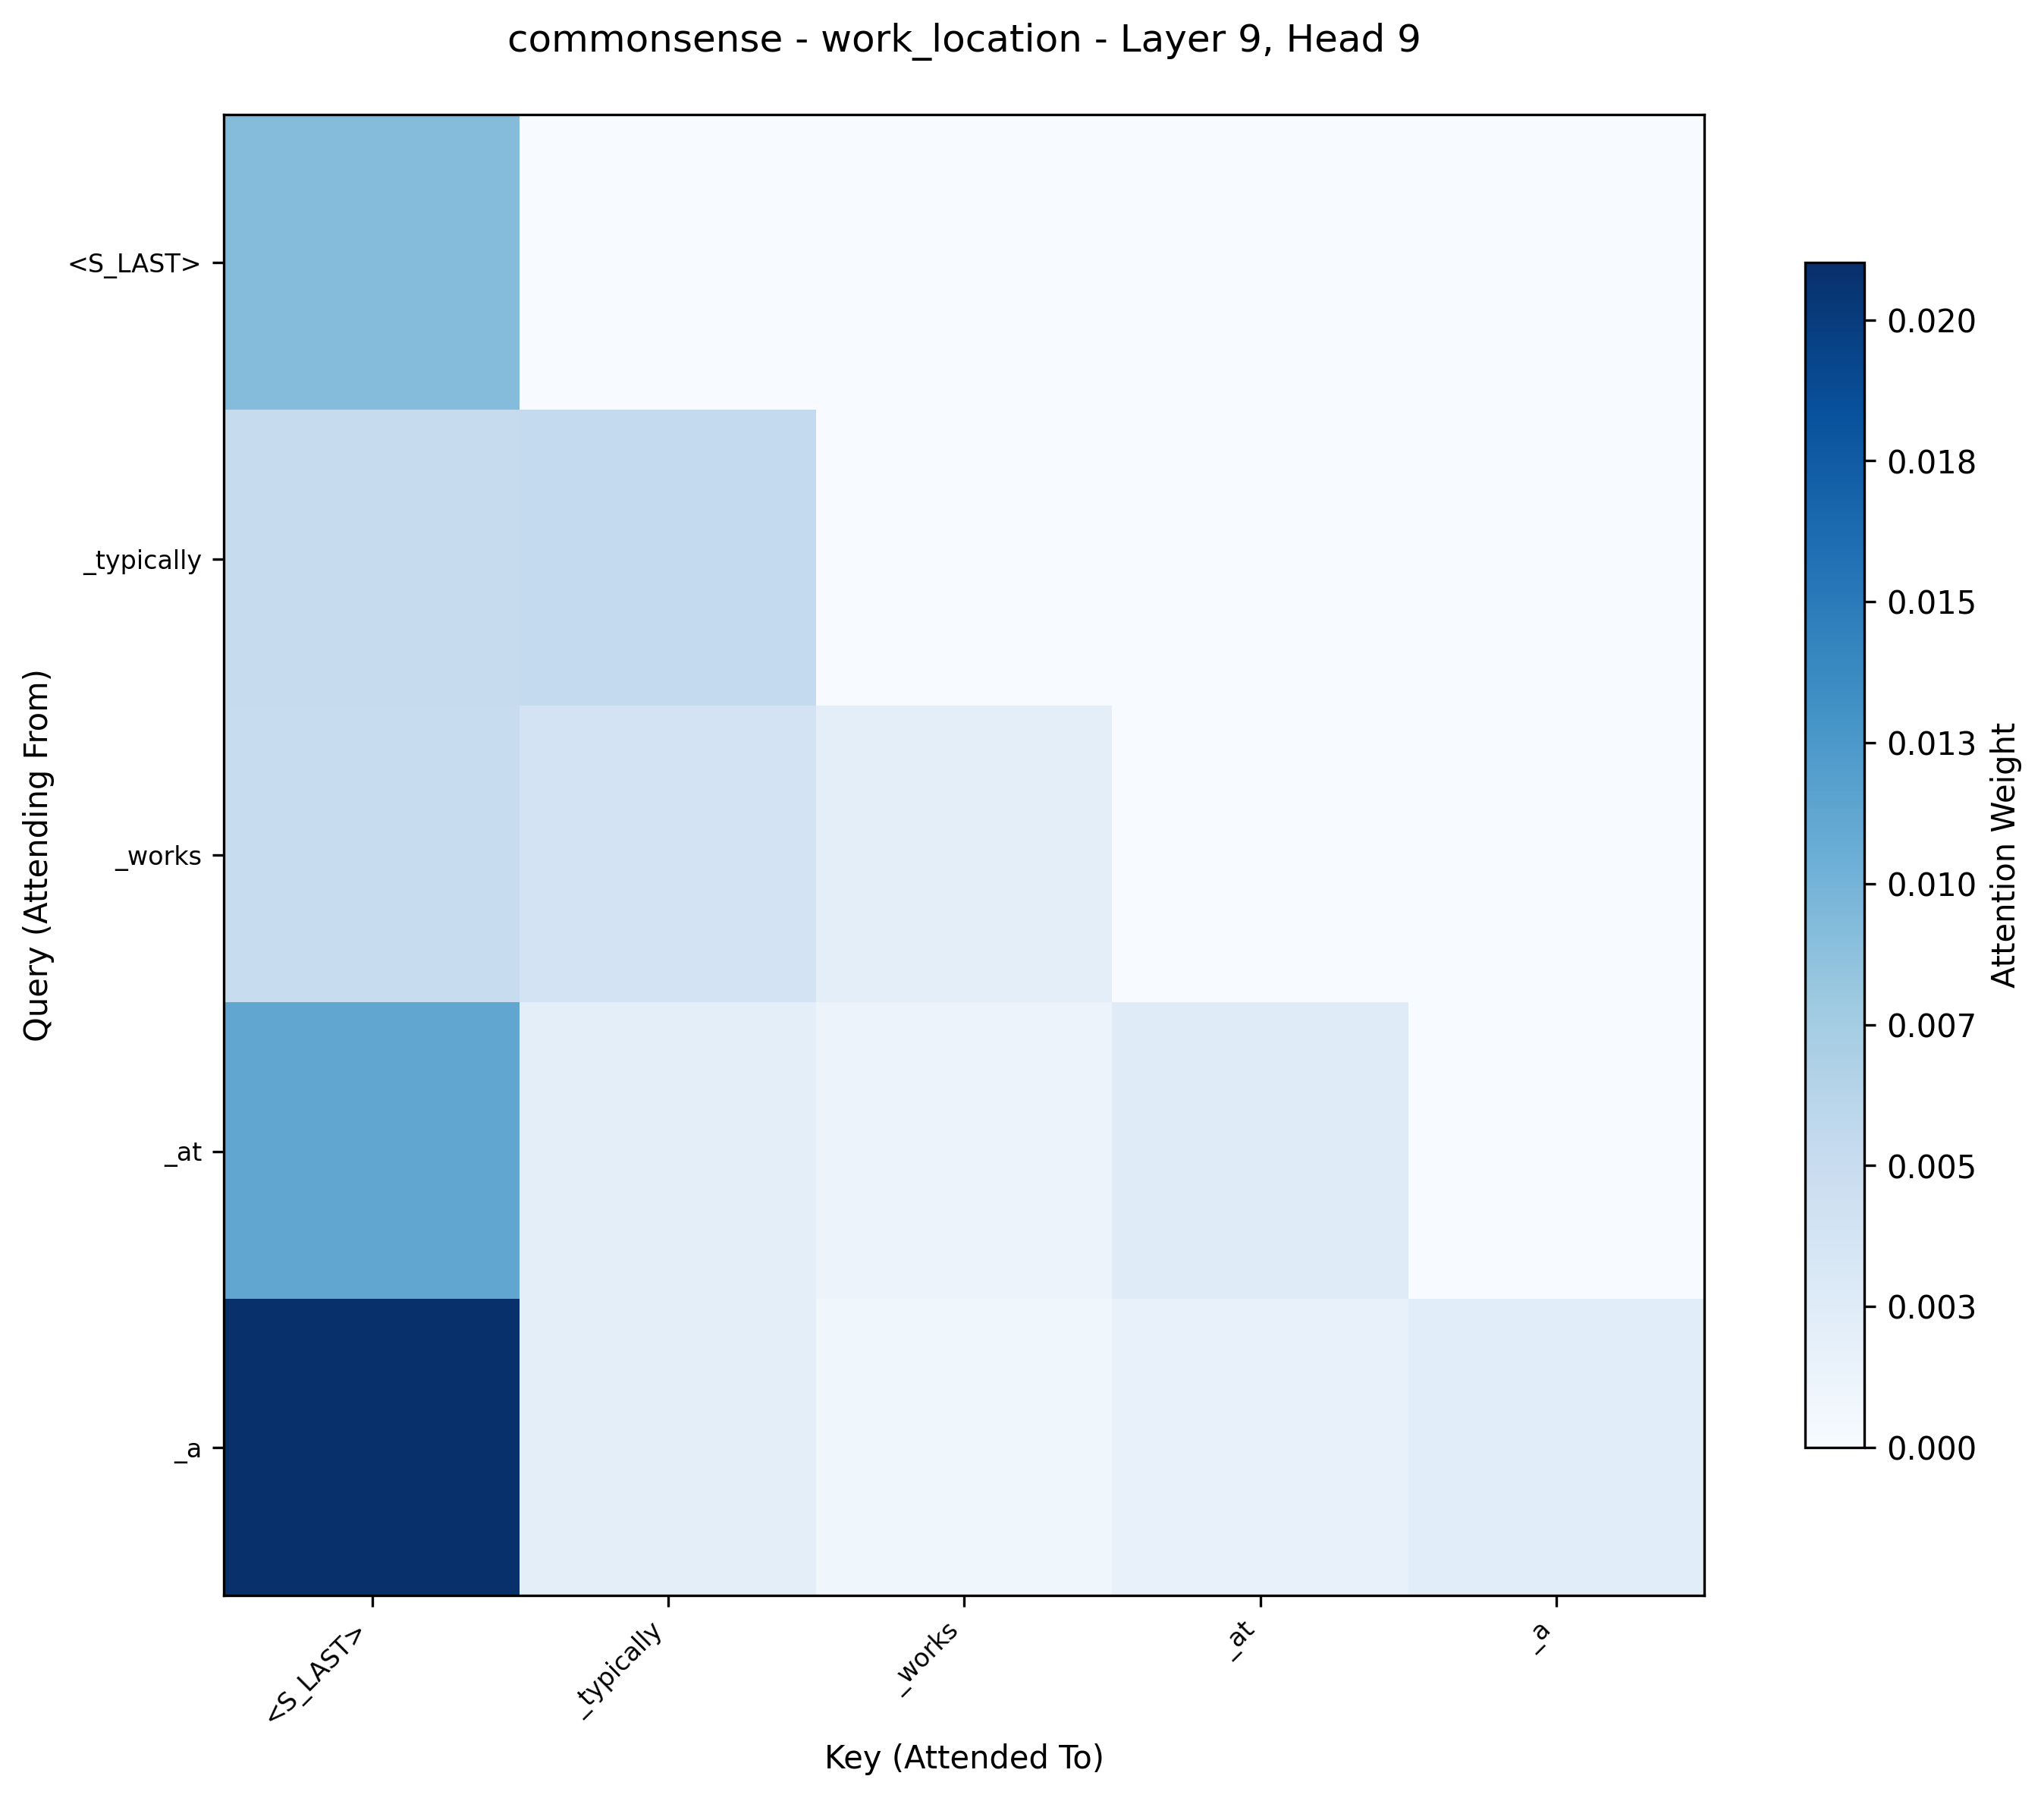 commonsense - work_location - Layer 9, Head 9
Query (Attending From)
<S_LAST>
_typically
_works
_at
_a
<S_LAST>
_typically
_works
_at
_a
Key (Attended To)
0.020
0.018
0.015
0.013
0.010
0.007
0.005
0.003
0.000
Attention Weight